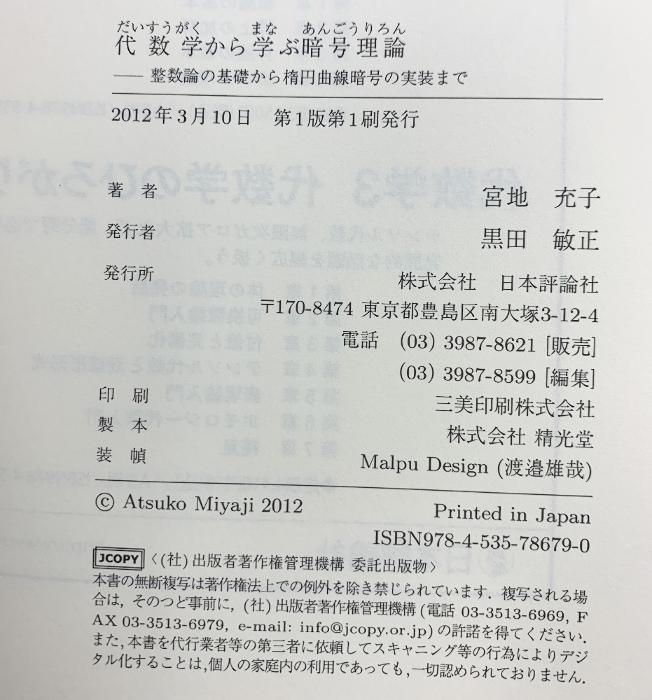 だいすうがく まな あんごうりろん
代数学から学ぶ暗号理論
── 整数論の基礎から楕円曲線暗号の実装まで
2012年3月10日 第1版第1刷発行
著者 宮地 充子
発行者 黒田 敏正
発行所 株式会社 日本評論社
〒170-8474 東京都豊島区南大塚3-12-4
電話 (03) 3987-8621 [販売]
(03) 3987-8599 [編集]
印刷 三美印刷株式会社
製本 株式会社 精光堂
装幀 Malpu Design (渡邉雄哉)
© Atsuko Miyaji 2012 Printed in Japan
ISBN978-4-535-78679-0
JCOPY 〈(社) 出版者著作権管理機構 委託出版物〉
本書の無断複写は著作権法上での例外を除き禁じられています. 複写される場
合は, そのつど事前に, (社) 出版者著作権管理機構 (電話 03-3513-6969, F
AX 03-3513-6979, e-mail: info@jcopy.or.jp) の許諾を得てください.
また, 本書を代行業者等の第三者に依頼してスキャニング等の行為によりデジ
タル化することは, 個人の家庭内の利用であっても, 一切認められておりません.